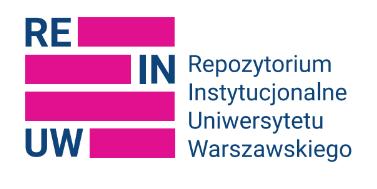 RE
IN
UW
Repozytorium
Instytucjonalne
Uniwersytetu
Warszawskiego